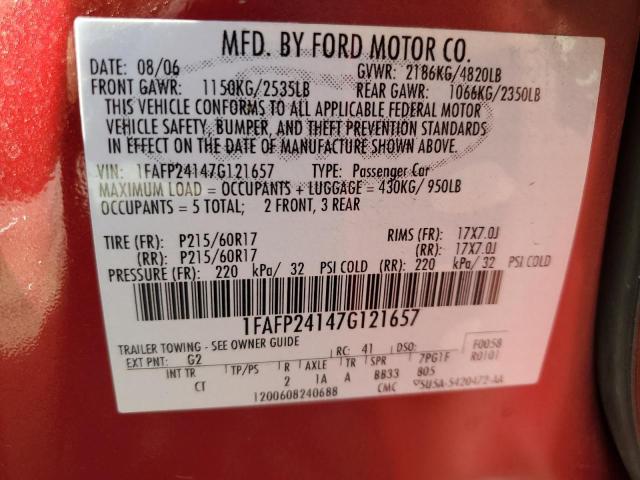 MFD. BY FORD MOTOR CO.
DATE: 08/06 GVWR: 2186KG/4820LB
FRONT GAWR: 1150KG/2535LB REAR GAWR: 1066KG/2350LB
THIS VEHICLE CONFORMS TO ALL APPLICABLE FEDERAL MOTOR
VEHICLE SAFETY, BUMPER, AND THEFT PREVENTION STANDARDS
IN EFFECT ON THE DATE OF MANUFACTURE SHOWN ABOVE.
VIN: 1FAFP24147G121657 TYPE: Passenger Car
MAXIMUM LOAD = OCCUPANTS + LUGGAGE = 430KG/ 950LB
OCCUPANTS = 5 TOTAL; 2 FRONT, 3 REAR
TIRE (FR): P215/60R17 RIMS (FR): 17X7.0J
(RR): P215/60R17 (RR): 17X7.0J
PRESSURE (FR): 220 kPa/ 32 PSI COLD (RR): 220 kPa/ 32 PSI COLD
1FAFP24147G121657
TRAILER TOWING - SEE OWNER GUIDE
EXT PNT: G2 RC: 41 DSO: F0058
R0101
INT TR TP/PS R AXLE TR SPR 7PG1F
CT 2 1A A BB33 805
1200608240688 CMC 5U5A-5420472-AA